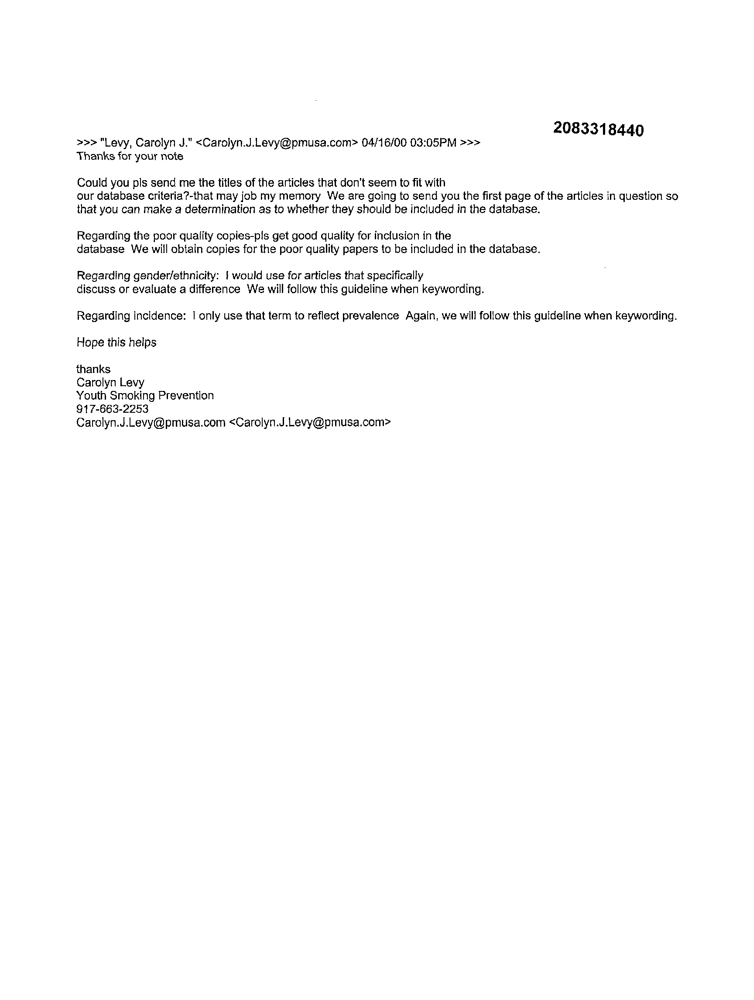 2083318440
>>> "Levy, Carolyn J." <Carolyn.J.Levy@pmusa.com> 04/16/00 03:05PM >>>
Thanks for your note
Could you pls send me the titles of the articles that don't seem to fit with
our database criteria?-that may job my memory  We are going to send you the first page of the articles in question so
that you can make a determination as to whether they should be included in the database.
Regarding the poor quality copies-pls get good quality for inclusion in the
database  We will obtain copies for the poor quality papers to be included in the database.
Regarding gender/ethnicity:  I would use for articles that specifically
discuss or evaluate a difference  We will follow this guideline when keywording.
Regarding incidence:  I only use that term to reflect prevalence  Again, we will follow this guideline when keywording.
Hope this helps
thanks
Carolyn Levy
Youth Smoking Prevention
917-663-2253
Carolyn.J.Levy@pmusa.com <Carolyn.J.Levy@pmusa.com>